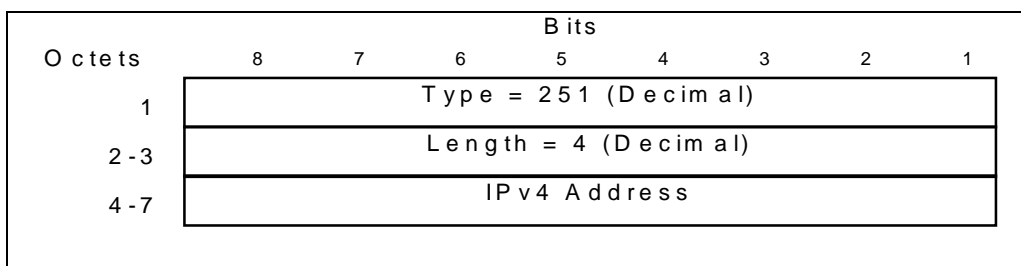 Bits
Octets 8 7 6 5 4 3 2 1
1 Type = 251 (Decimal)
2-3 Length = 4 (Decimal)
4-7 IPv4 Address